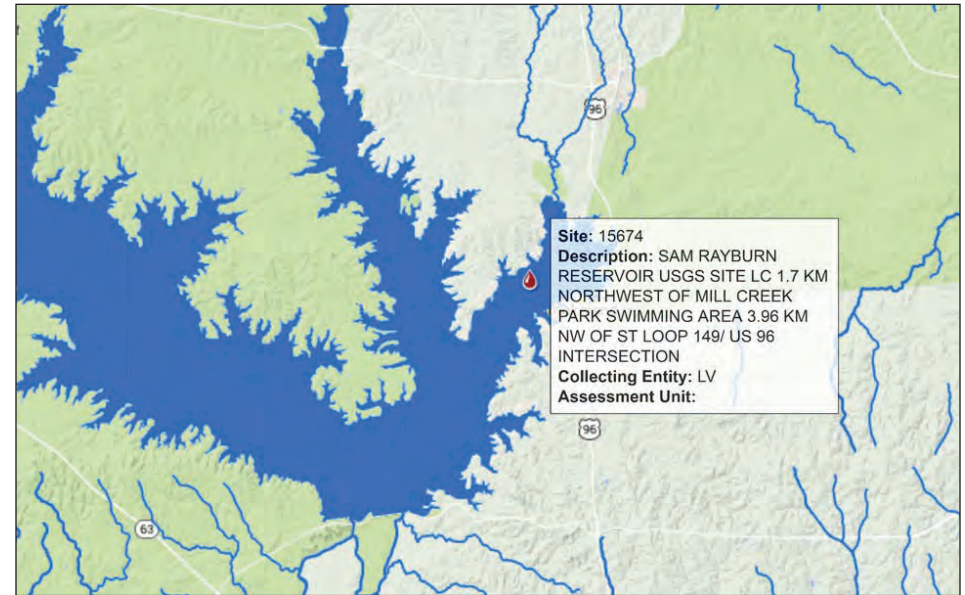 96
Site: 15674
Description: SAM RAYBURN
RESERVOIR USGS SITE LC 1.7 KM
NORTHWEST OF MILL CREEK
PARK SWIMMING AREA 3.96 KM
NW OF ST LOOP 149/ US 96
INTERSECTION
Collecting Entity: LV
Assessment Unit:
96
63